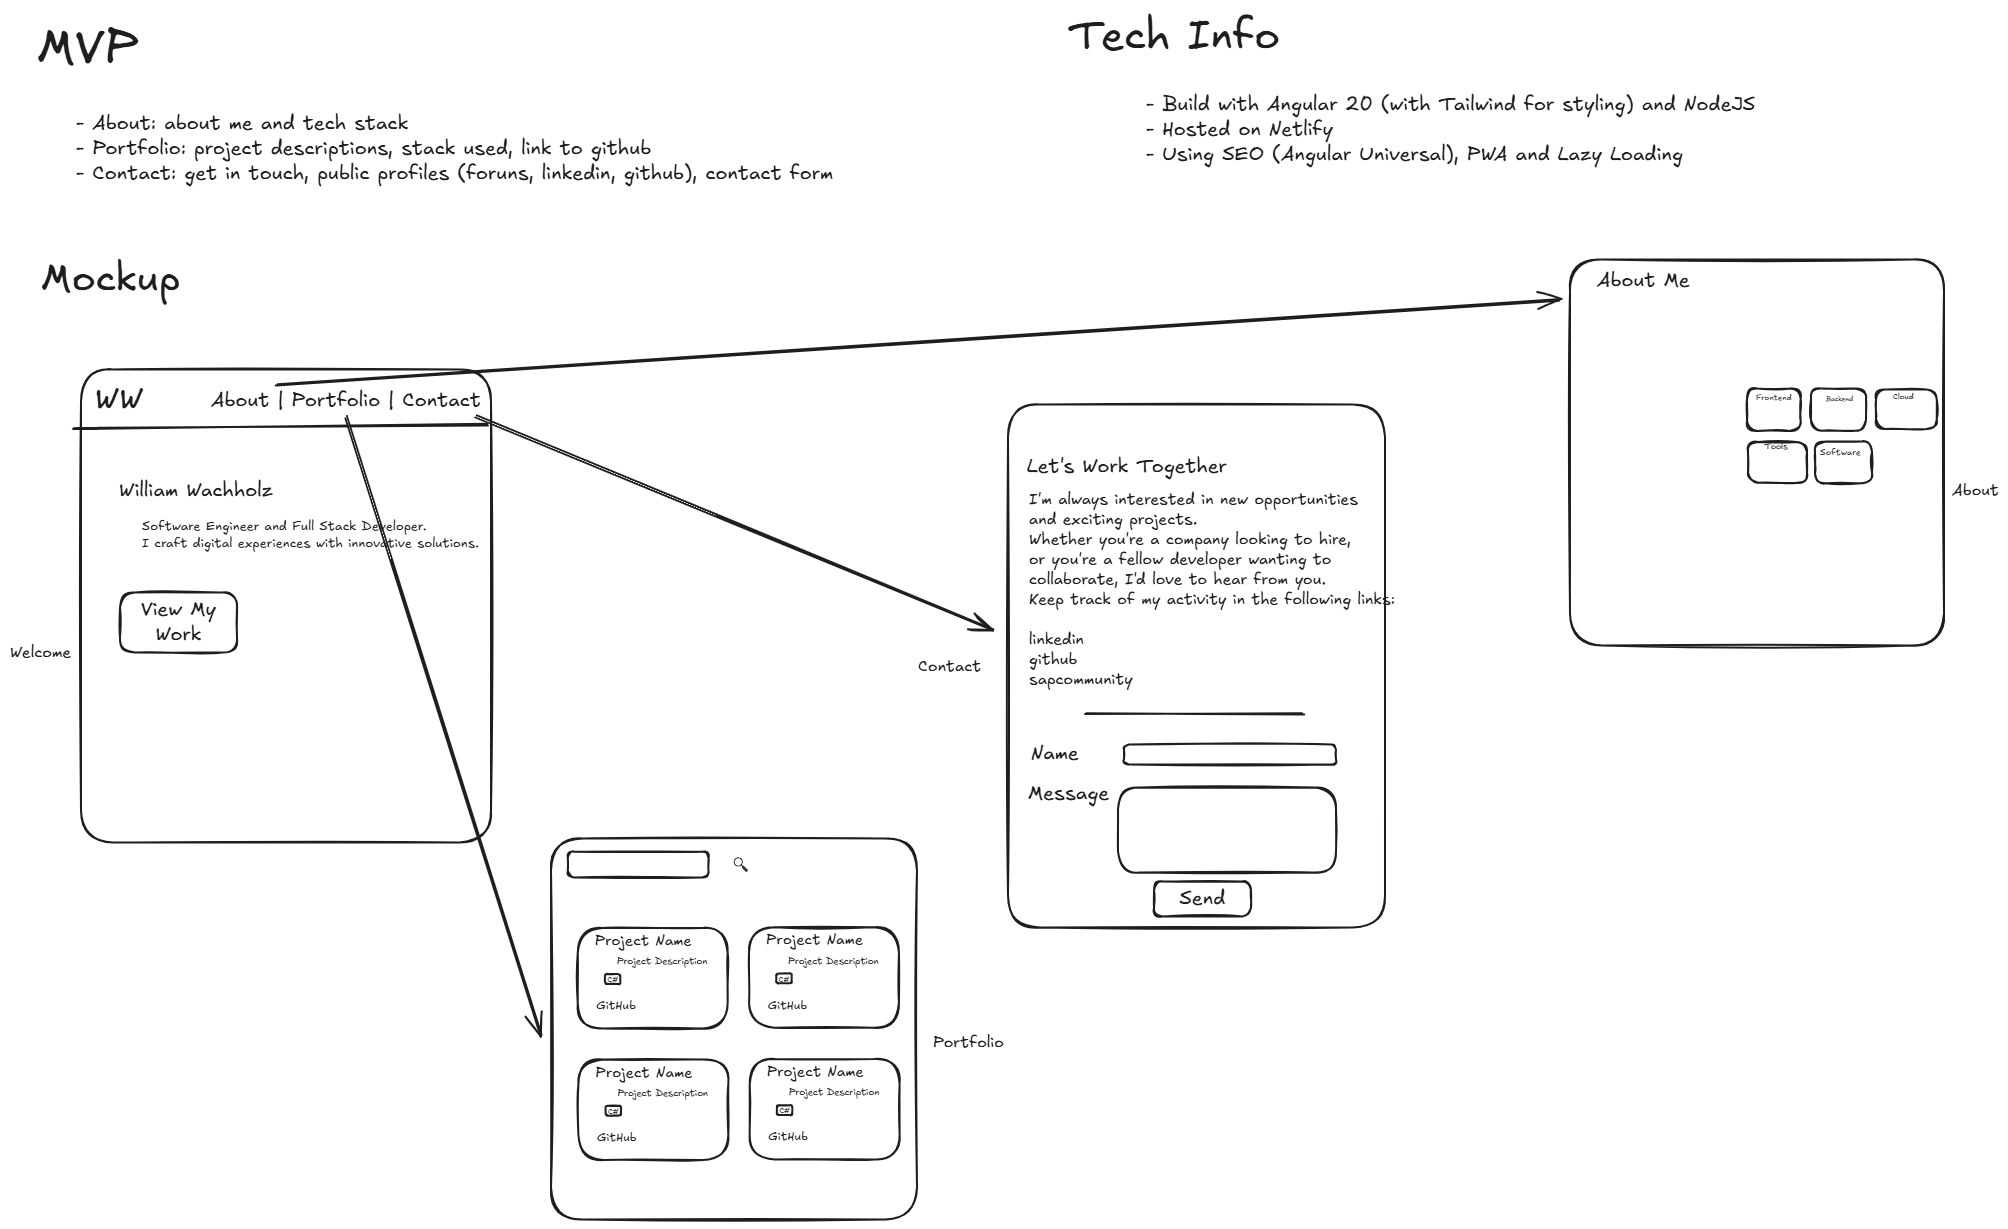 MVP
- About: about me and tech stack
- Portfolio: project descriptions, stack used, link to github
- Contact: get in touch, public profiles (foruns, linkedin, github), contact form
Tech Info
- Build with Angular 20 (with Tailwind for styling) and NodeJS
- Hosted on Netlify
- Using SEO (Angular Universal), PWA and Lazy Loading
Mockup
WW
About | Portfolio | Contact
William Wachholz
Software Engineer and Full Stack Developer.
I craft digital experiences with innovative solutions.
View My
Work
Welcome
About Me
Frontend
Backend
Cloud
Tools
Software
About
Let's Work Together
I'm always interested in new opportunities
and exciting projects.
Whether you're a company looking to hire,
or you're a fellow developer wanting to
collaborate, I'd love to hear from you.
Keep track of my activity in the following links:
linkedin
github
sapcommunity
Name
Message
Send
Contact
Project Name
Project Description
C#
GitHub
Project Name
Project Description
C#
GitHub
Project Name
Project Description
C#
GitHub
Project Name
Project Description
C#
GitHub
Portfolio